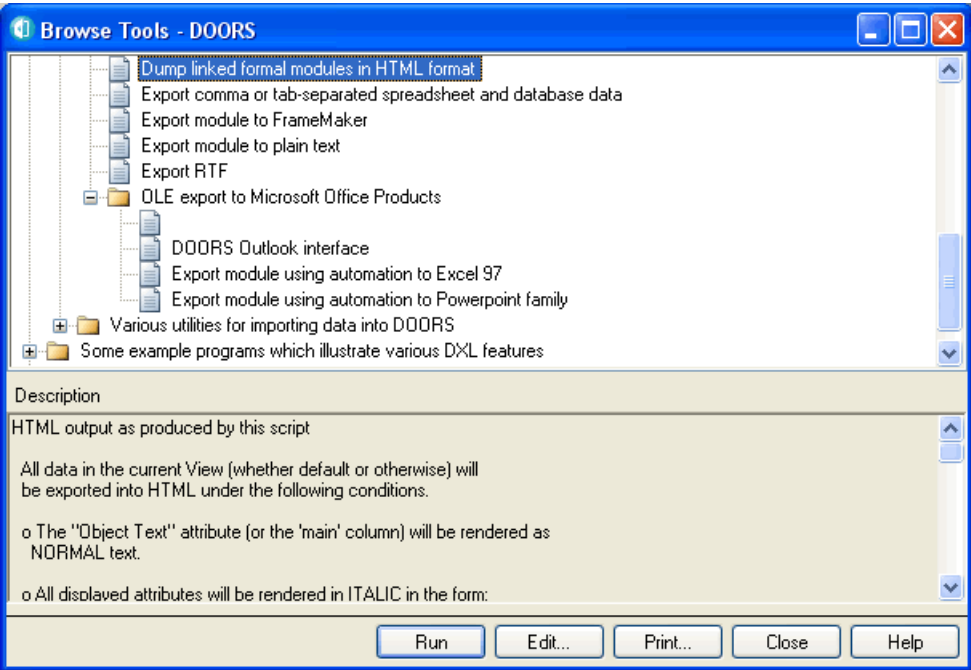 Browse Tools - DOORS
Dump linked formal modules in HTML format
Export comma or tab-separated spreadsheet and database data
Export module to FrameMaker
Export module to plain text
Export RTF
OLE export to Microsoft Office Products
DOORS Outlook interface
Export module using automation to Excel 97
Export module using automation to Powerpoint family
Various utilities for importing data into DOORS
Some example programs which illustrate various DXL features
Description
HTML output as produced by this script
All data in the current View (whether default or otherwise) will
be exported into HTML under the following conditions.
o The "Object Text" attribute (or the 'main' column) will be rendered as
NORMAL text.
o All displayed attributes will be rendered in ITALIC in the form:
Run Edit... Print... Close Help